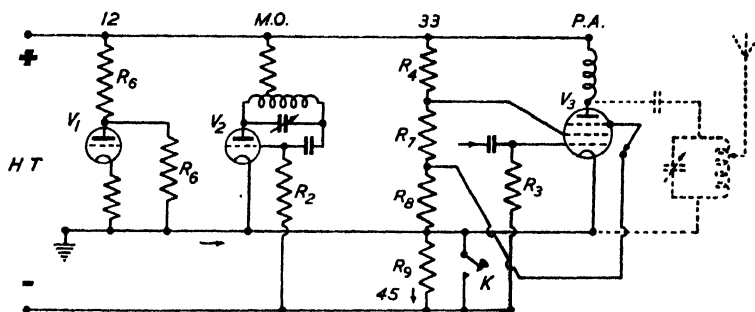 12 M.O. 33 P.A.
+
R6 R4
V1 V2 V3
R7
HT R6 R2 R3
R8
R9 K
-
45